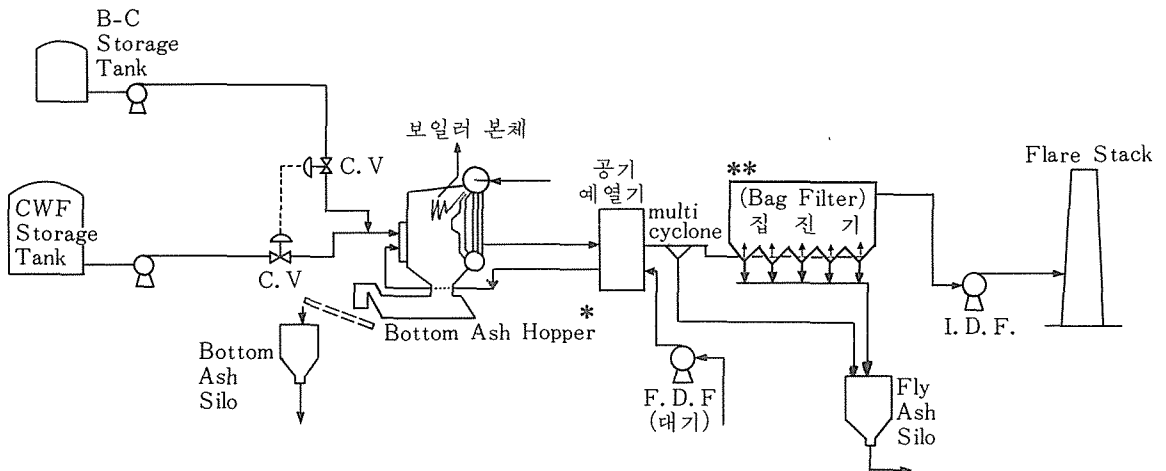 B-C
Storage
Tank
C.V
보일러 본체
CWF
Storage
Tank
C.V
Bottom Ash Hopper
*
Bottom
Ash
Silo
공기
예열기
multi
cyclone
**
(Bag Filter)
집 진 기
F.D.F
(대기)
Fly
Ash
Silo
I.D.F.
Flare Stack